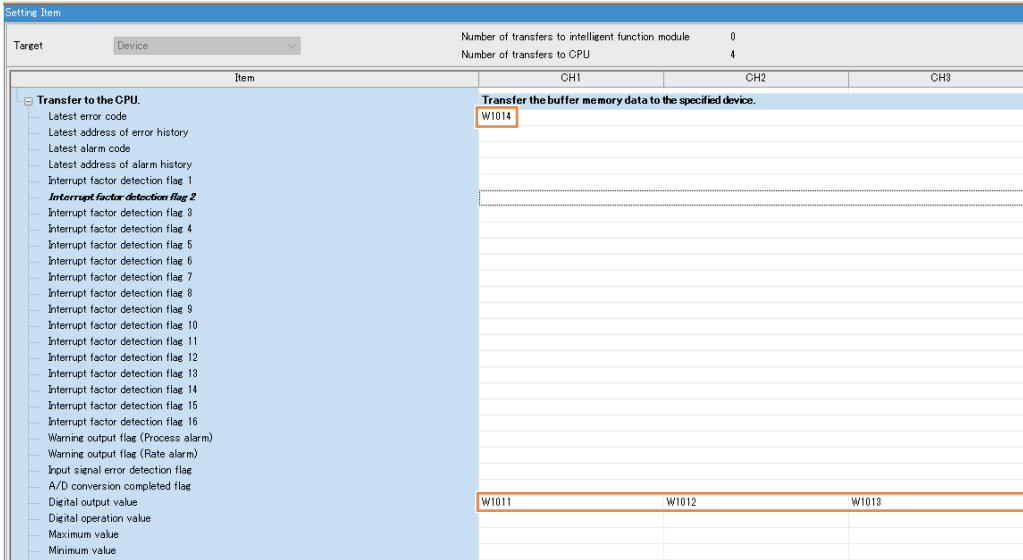 Setting Item
Target Device Number of transfers to intelligent function module 0
Number of transfers to CPU 4
Item CH1 CH2 CH3
Transfer to the CPU. Transfer the buffer memory data to the specified device.
Latest error code W1014
Latest address of error history
Latest alarm code
Latest address of alarm history
Interrupt factor detection flag 1
Interrupt factor detection flag 2
Interrupt factor detection flag 3
Interrupt factor detection flag 4
Interrupt factor detection flag 5
Interrupt factor detection flag 6
Interrupt factor detection flag 7
Interrupt factor detection flag 8
Interrupt factor detection flag 9
Interrupt factor detection flag 10
Interrupt factor detection flag 11
Interrupt factor detection flag 12
Interrupt factor detection flag 13
Interrupt factor detection flag 14
Interrupt factor detection flag 15
Interrupt factor detection flag 16
Warning output flag (Process alarm)
Warning output flag (Rate alarm)
Input signal error detection flag
A/D conversion completed flag
Digital output value W1011 W1012 W1013
Digital operation value
Maximum value
Minimum value